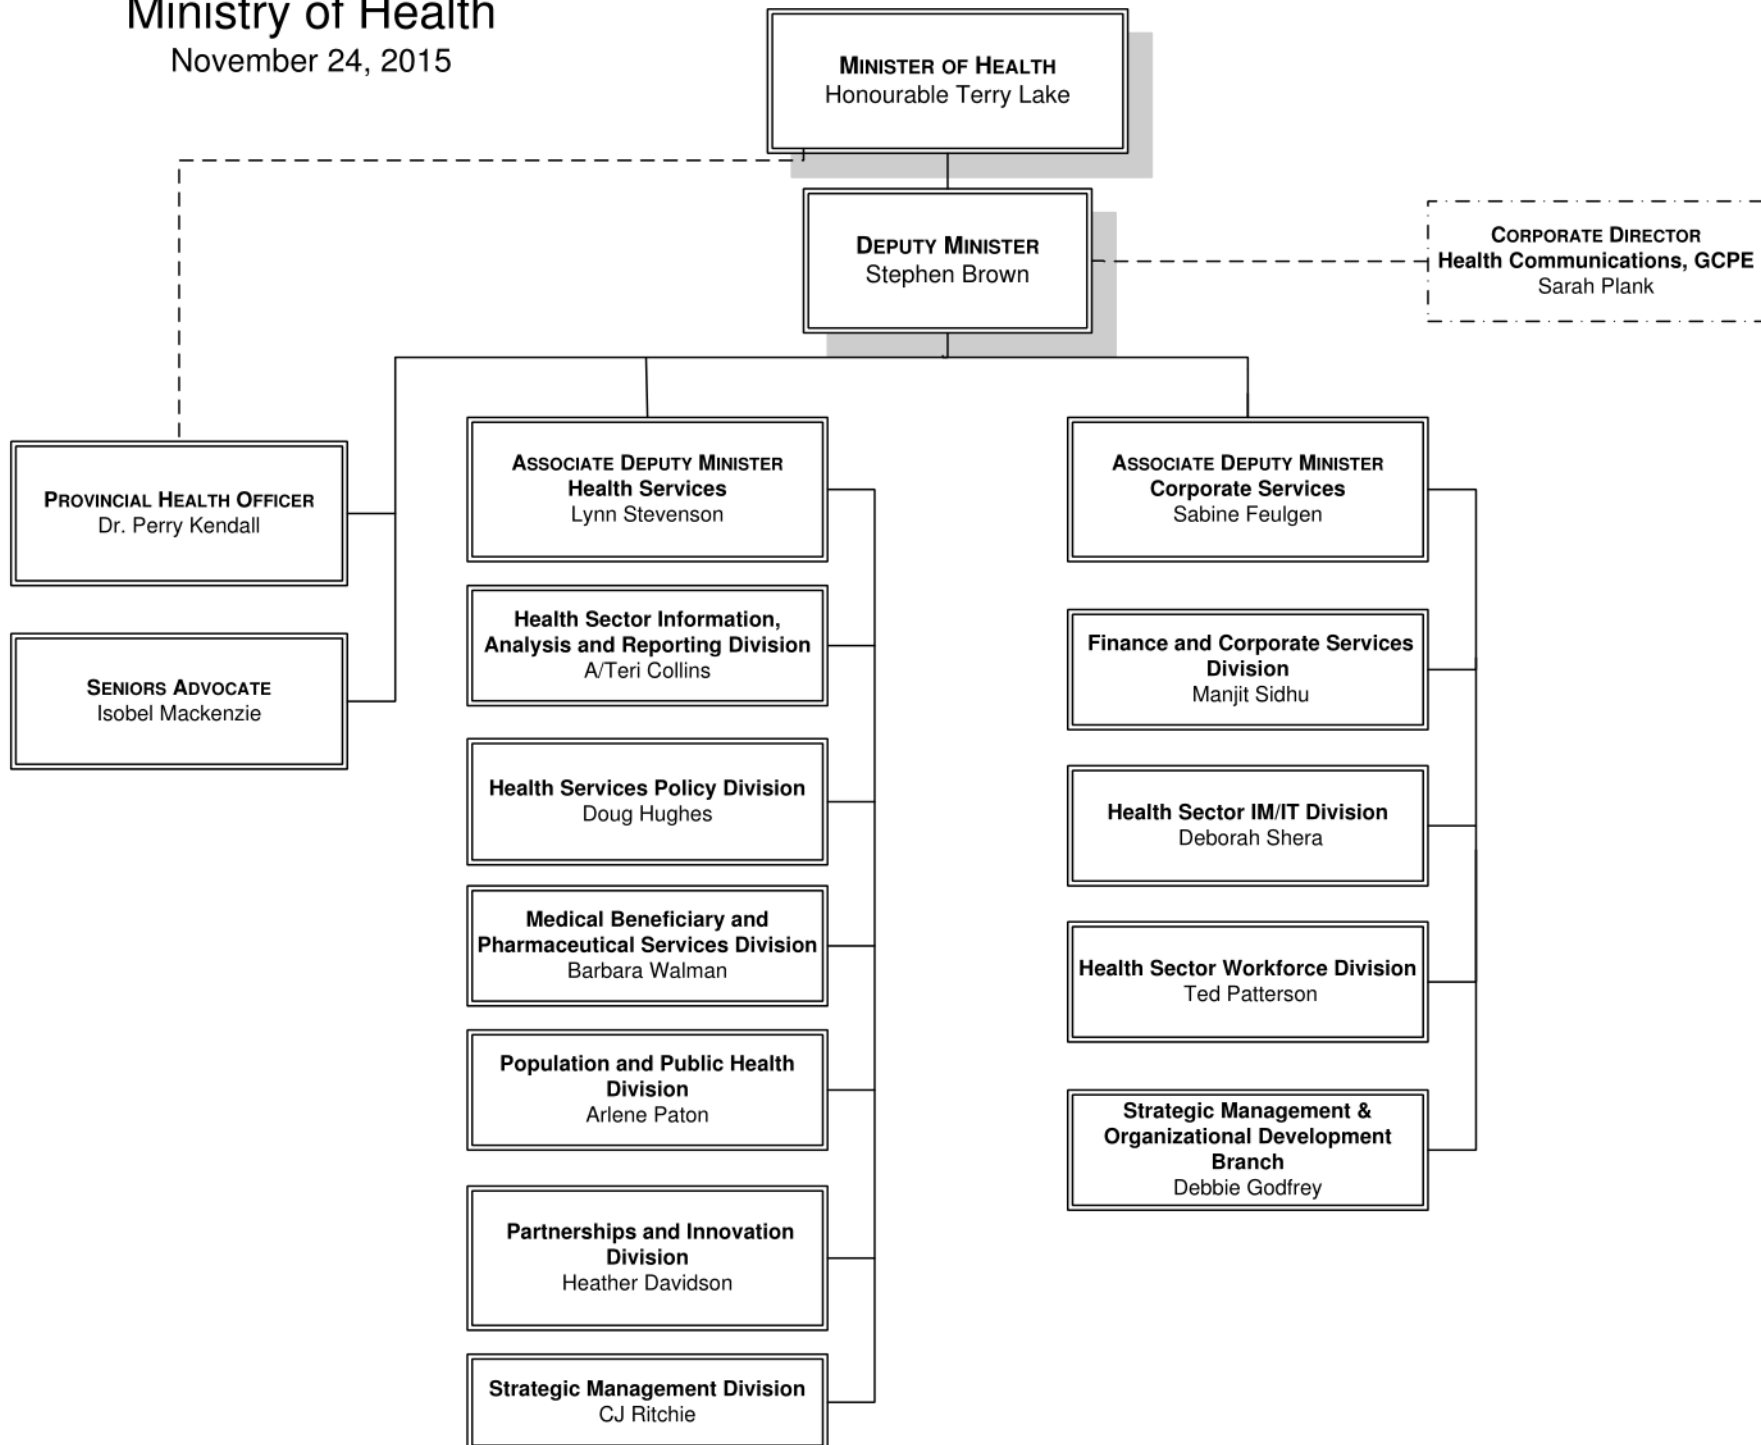 Ministry of Health
November 24, 2015
MINISTER OF HEALTH
Honourable Terry Lake
DEPUTY MINISTER
Stephen Brown
CORPORATE DIRECTOR
Health Communications, GCPE
Sarah Plank
PROVINCIAL HEALTH OFFICER
Dr. Perry Kendall
SENIORS ADVOCATE
Isobel Mackenzie
ASSOCIATE DEPUTY MINISTER
Health Services
Lynn Stevenson
Health Sector Information,
Analysis and Reporting Division
A/Teri Collins
Health Services Policy Division
Doug Hughes
Medical Beneficiary and
Pharmaceutical Services Division
Barbara Walman
Population and Public Health
Division
Arlene Paton
Partnerships and Innovation
Division
Heather Davidson
Strategic Management Division
CJ Ritchie
ASSOCIATE DEPUTY MINISTER
Corporate Services
Sabine Feulgen
Finance and Corporate Services
Division
Manjit Sidhu
Health Sector IM/IT Division
Deborah Shera
Health Sector Workforce Division
Ted Patterson
Strategic Management &
Organizational Development
Branch
Debbie Godfrey